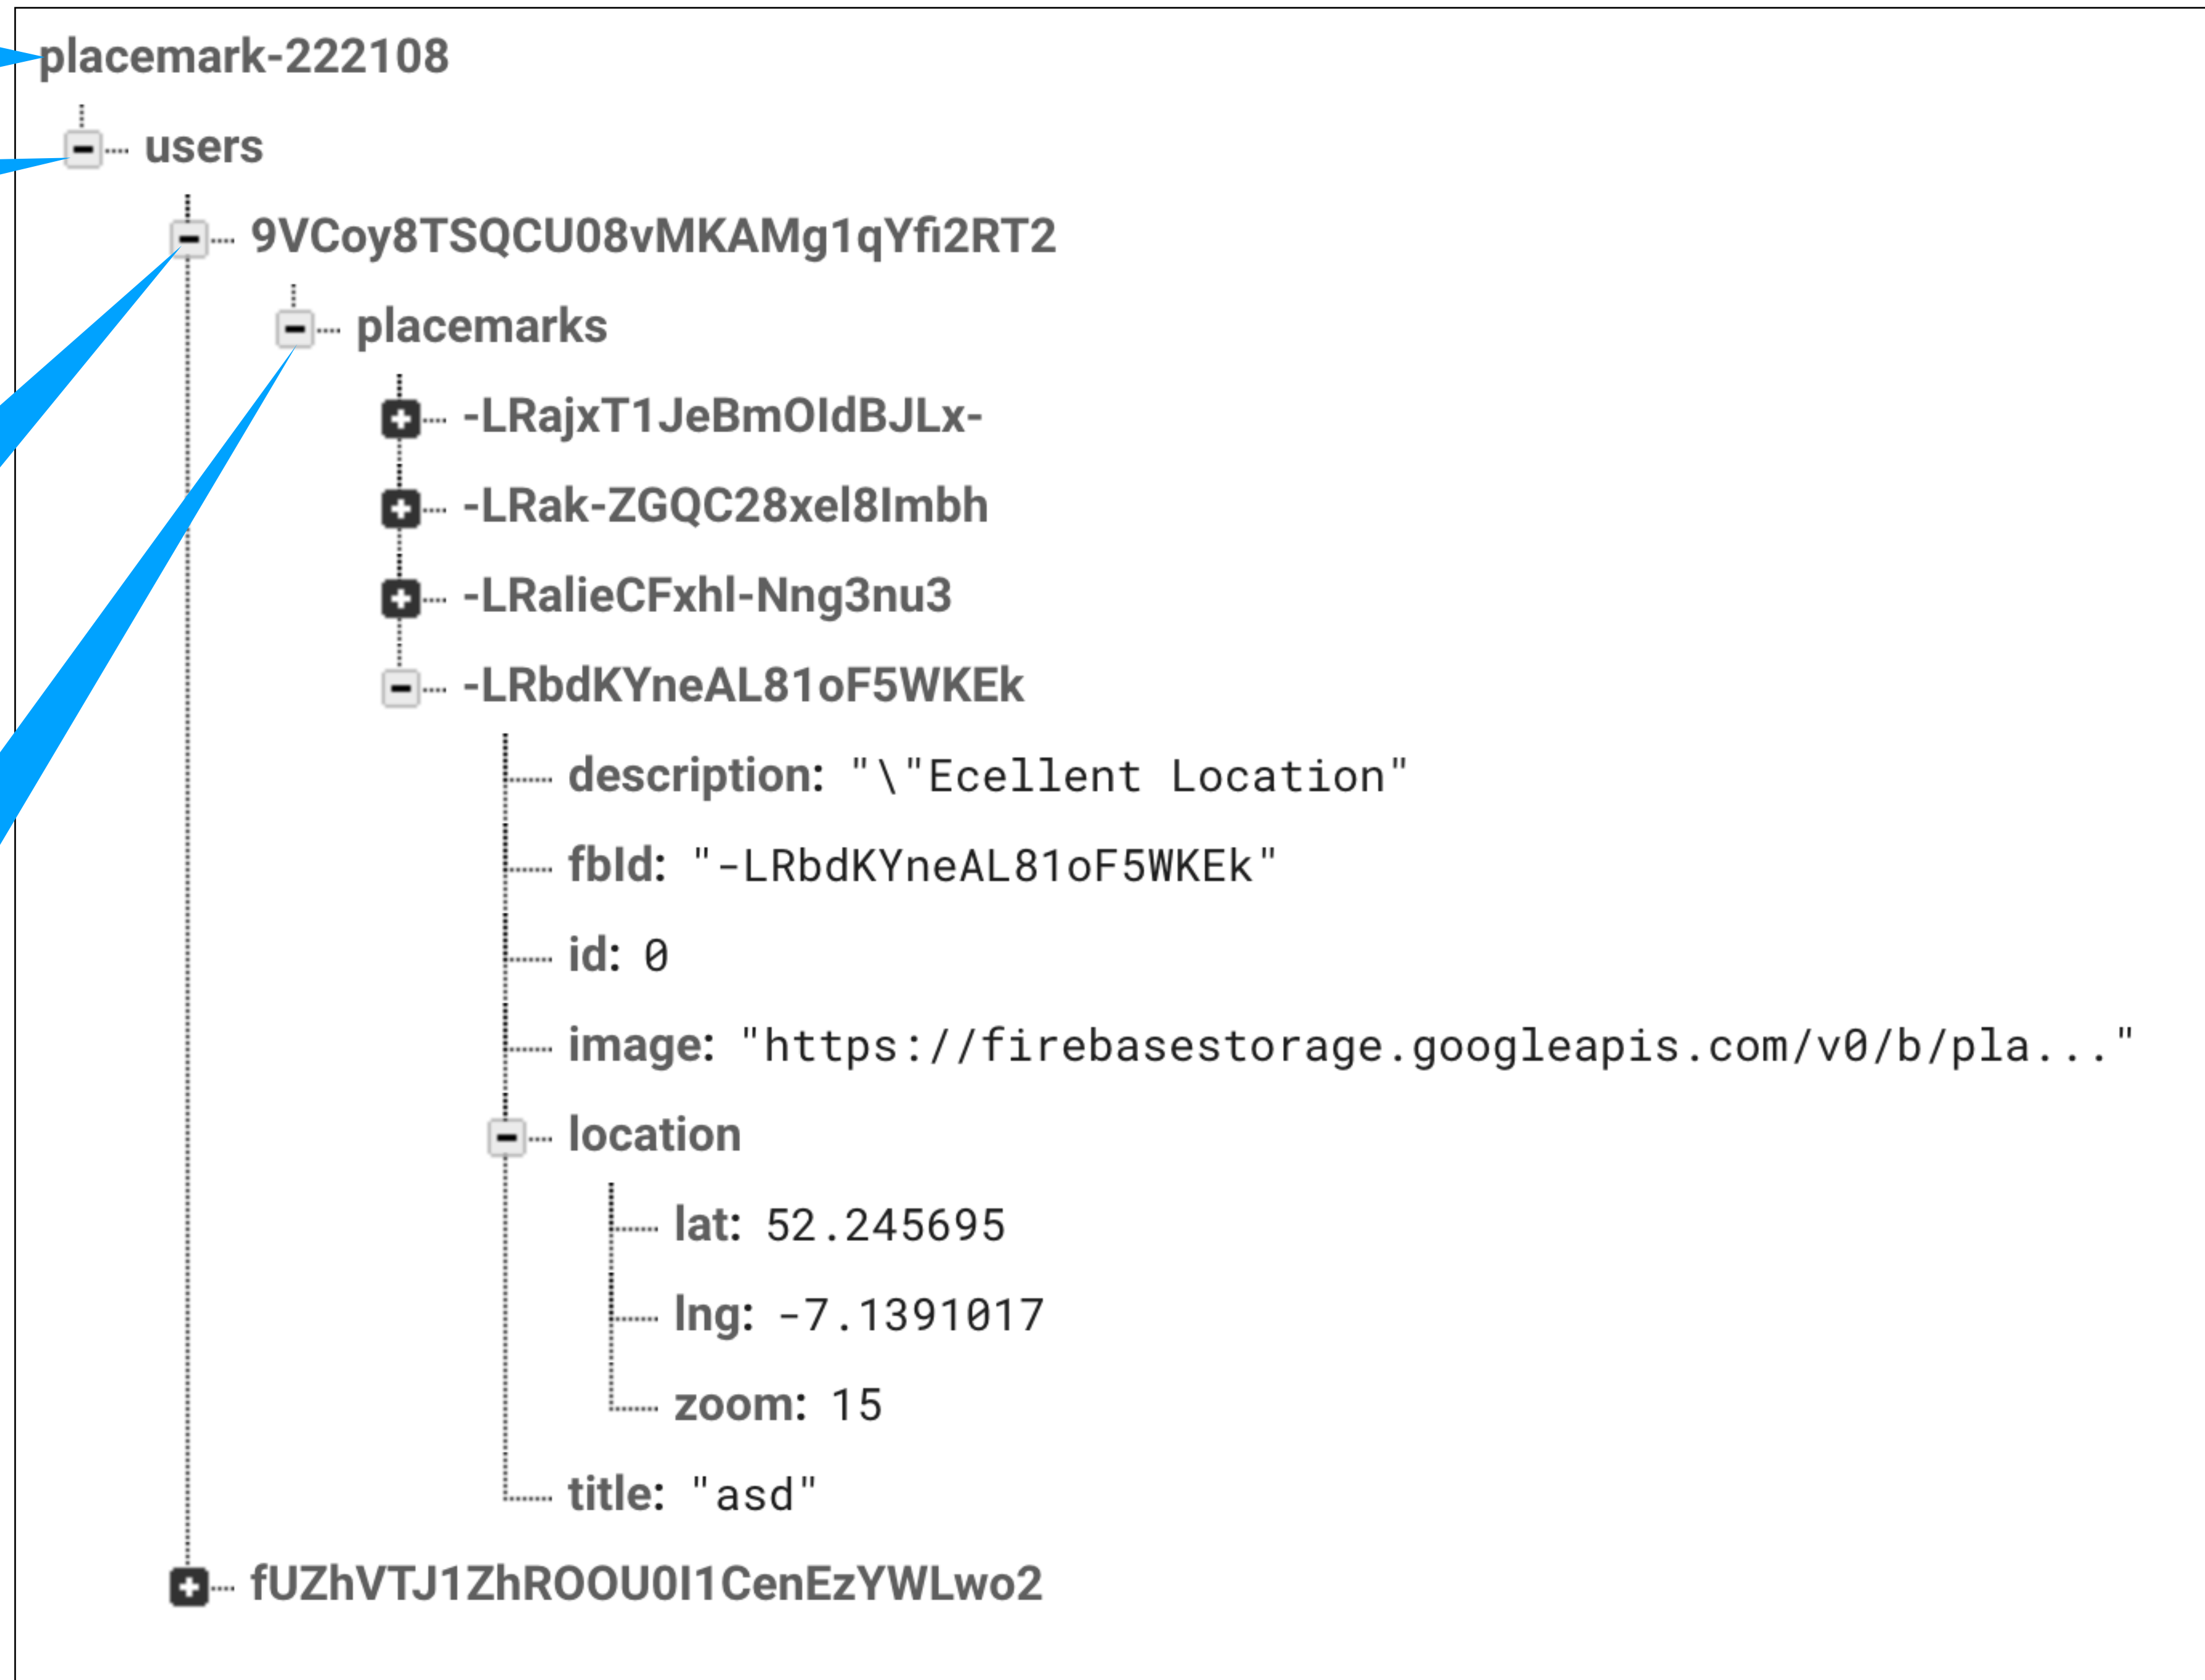 placemark-222108
users
9VCoy8TSQCU08vMKAMg1qYfi2RT2
placemarks
-LRajxT1JeBmOIdBJLx-
-LRak-ZGQC28xel8Imbh
-LRalieCFxhl-Nng3nu3
-LRbdKYneAL81oF5WKEk
description: "\"Ecellent Location"
fbId: "-LRbdKYneAL81oF5WKEk"
id: 0
image: "https://firebasestorage.googleapis.com/v0/b/pla..."
location
lat: 52.245695
lng: -7.1391017
zoom: 15
title: "asd"
fUZhVTJ1ZhROOU0I1CenEzYWLwo2